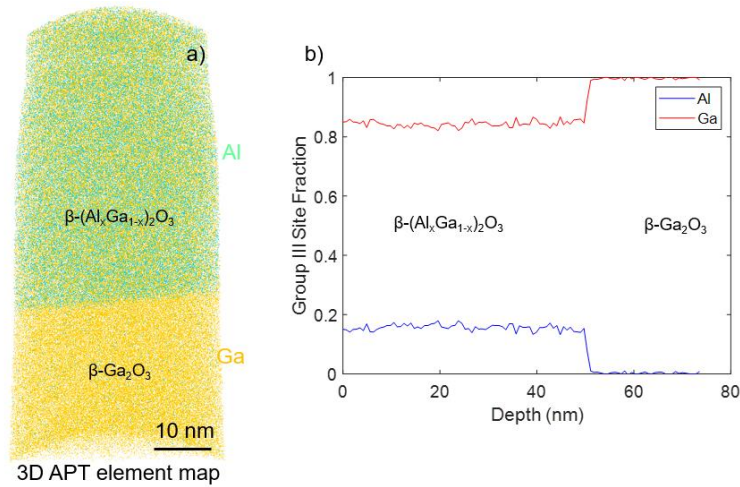 a)
Al
β-(AlxGa1-x)2O3
Ga
β-Ga2O3
10 nm
3D APT element map
b)
Group III Site Fraction
1
0.8
0.6
0.4
0.2
0
Al
Ga
β-(AlxGa1-x)2O3
β-Ga2O3
0 20 40 60 80
Depth (nm)